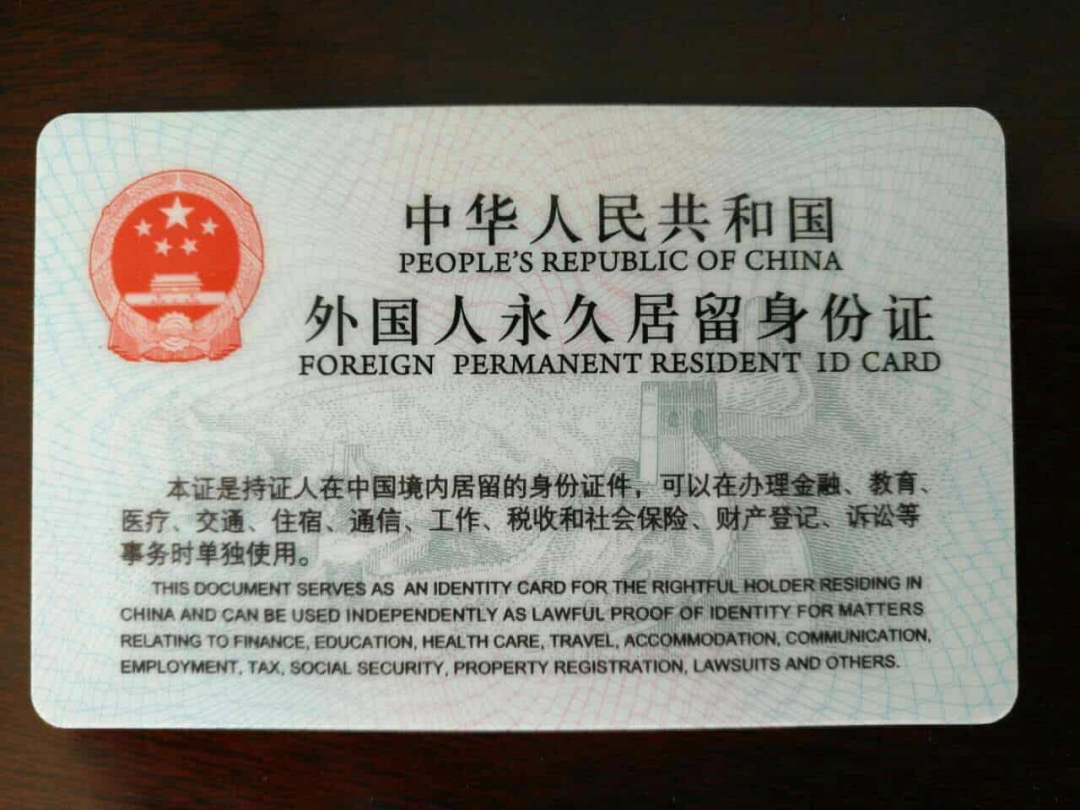 中华人民共和国
PEOPLE'S REPUBLIC OF CHINA
外国人永久居留身份证
FOREIGN PERMANENT RESIDENT ID CARD
本证是持证人在中国境内居留的身份证件，可以在办理金融、教育、
医疗、交通、住宿、通信、工作、税收和社会保险、财产登记、诉讼等
事务时单独使用。
THIS DOCUMENT SERVES AS AN IDENTITY CARD FOR THE RIGHTFUL HOLDER RESIDING IN
CHINA AND CAN BE USED INDEPENDENTLY AS LAWFUL PROOF OF IDENTITY FOR MATTERS
RELATING TO FINANCE, EDUCATION, HEALTH CARE, TRAVEL, ACCOMMODATION, COMMUNICATION,
EMPLOYMENT, TAX, SOCIAL SECURITY, PROPERTY REGISTRATION, LAWSUITS AND OTHERS.